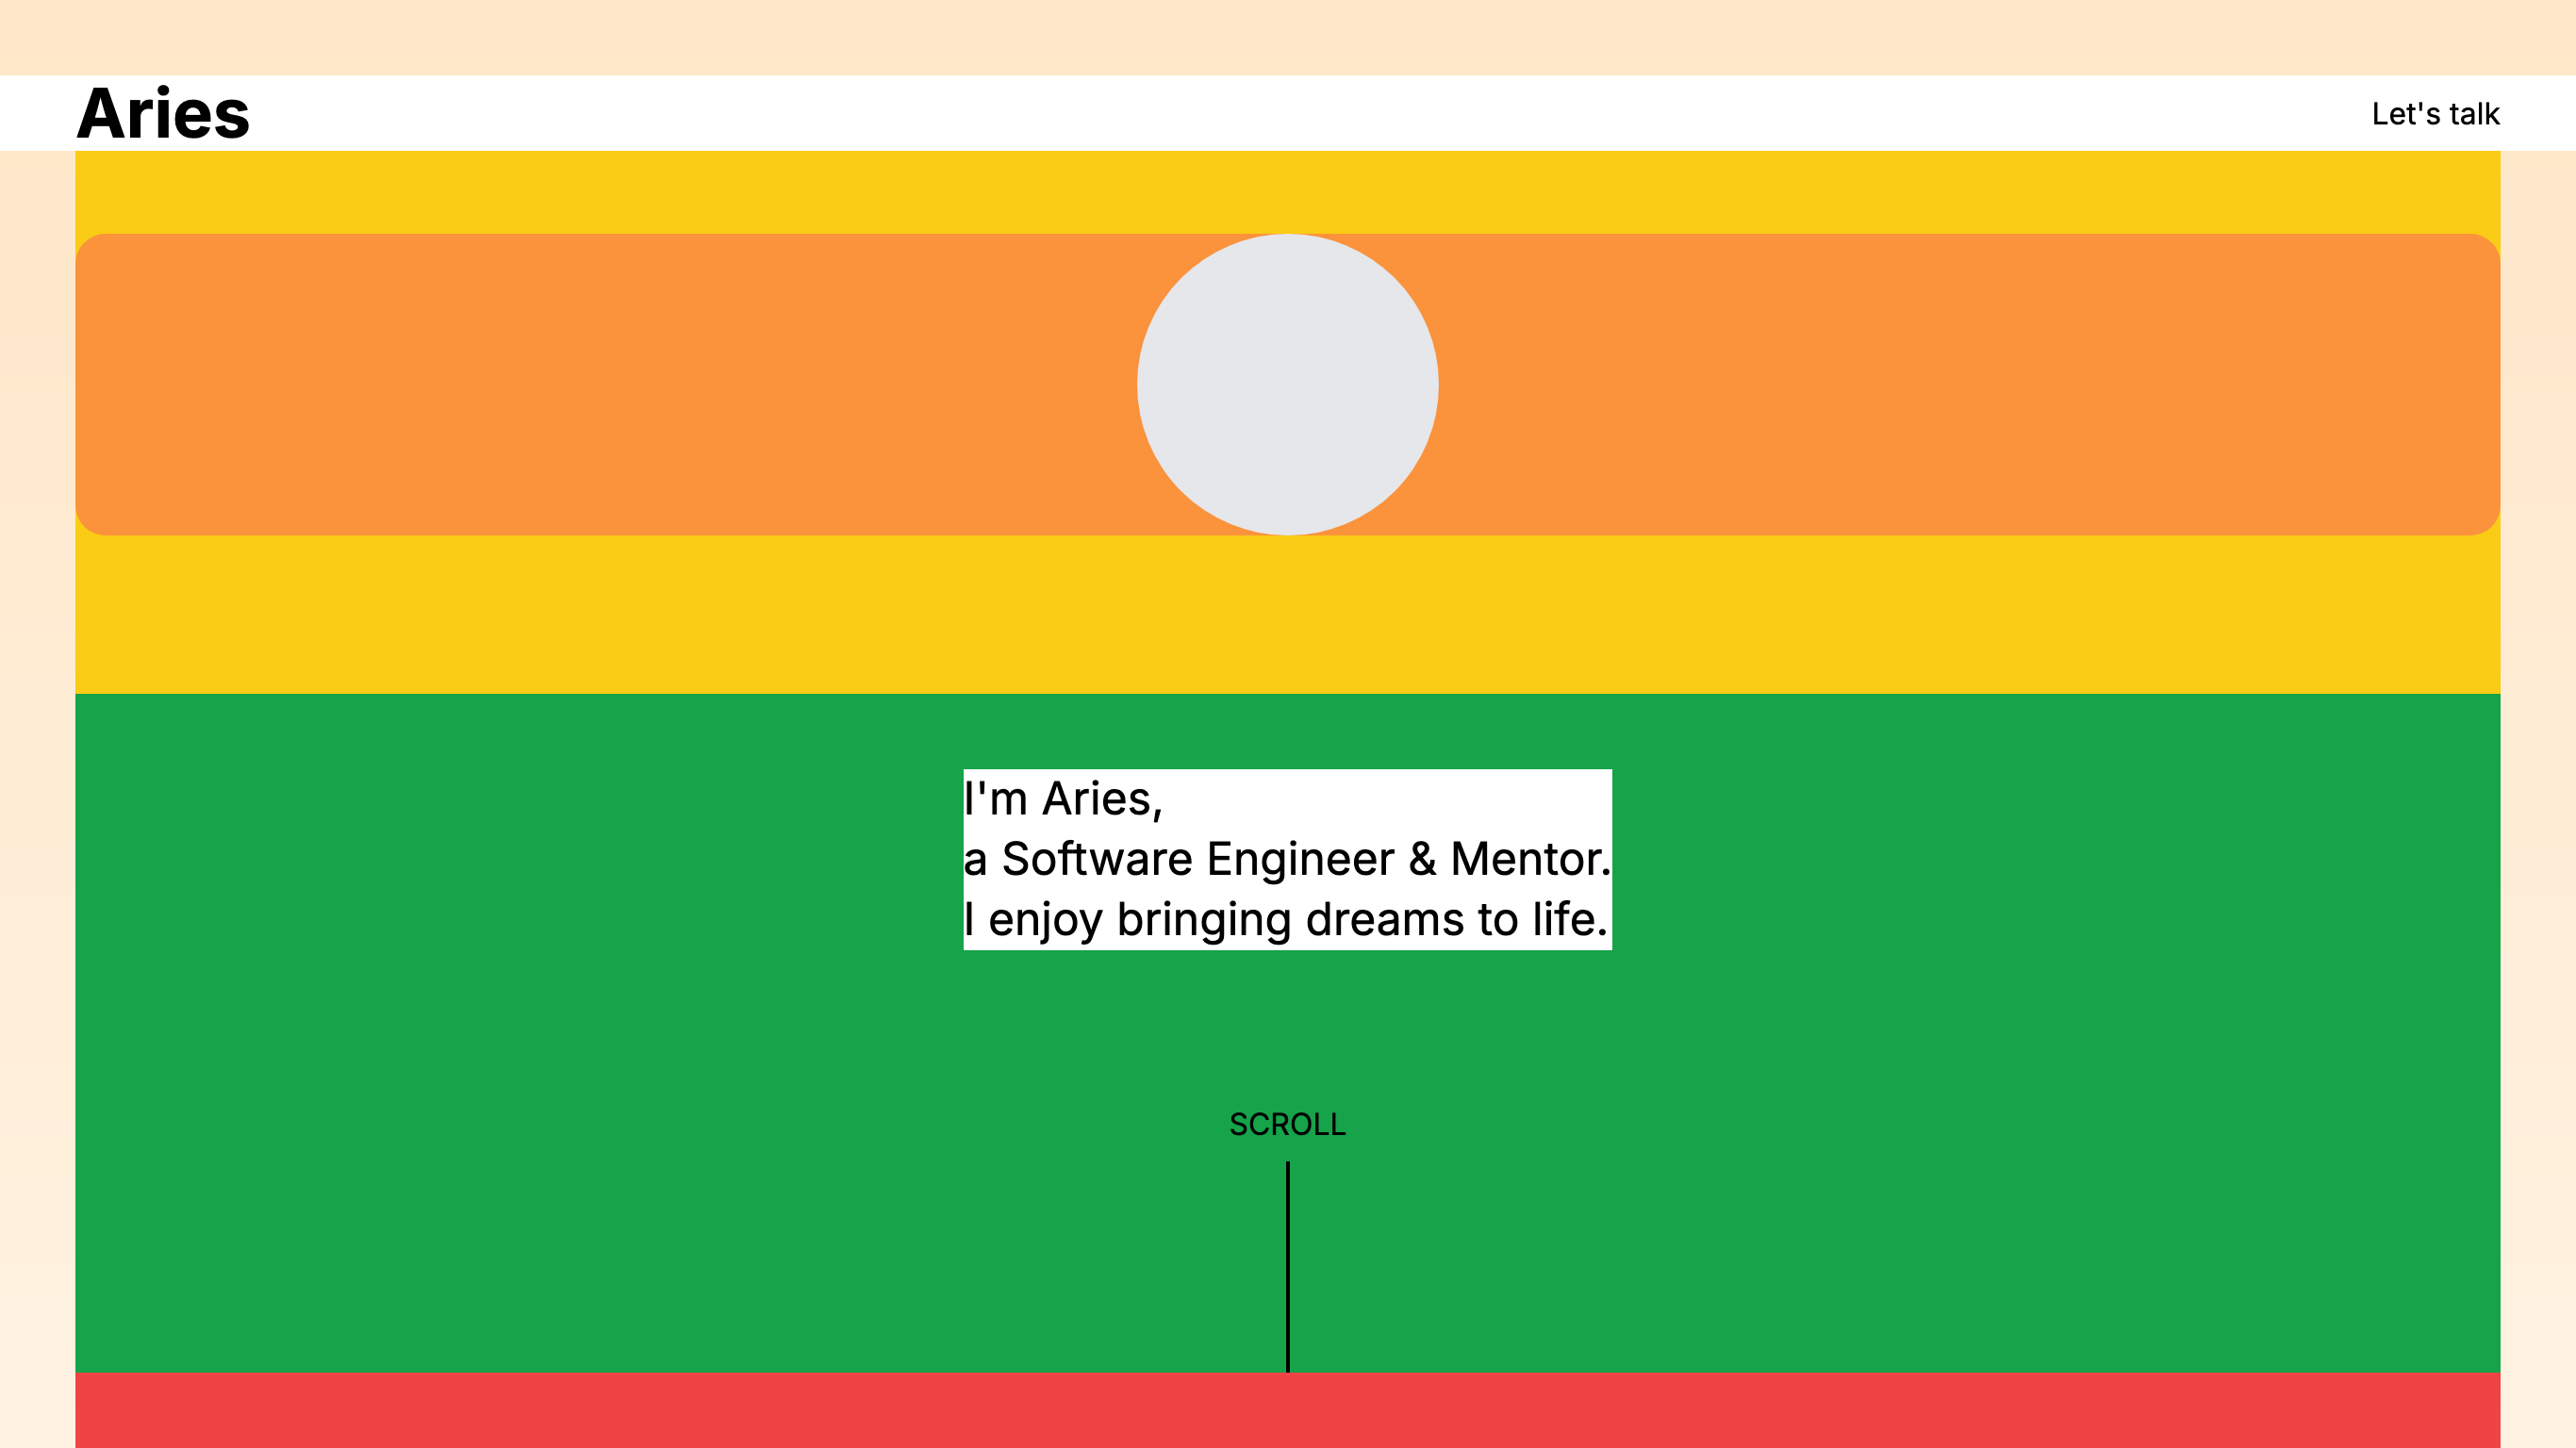 Aries
Let's talk
I'm Aries,
a Software Engineer & Mentor.
I enjoy bringing dreams to life.
SCROLL